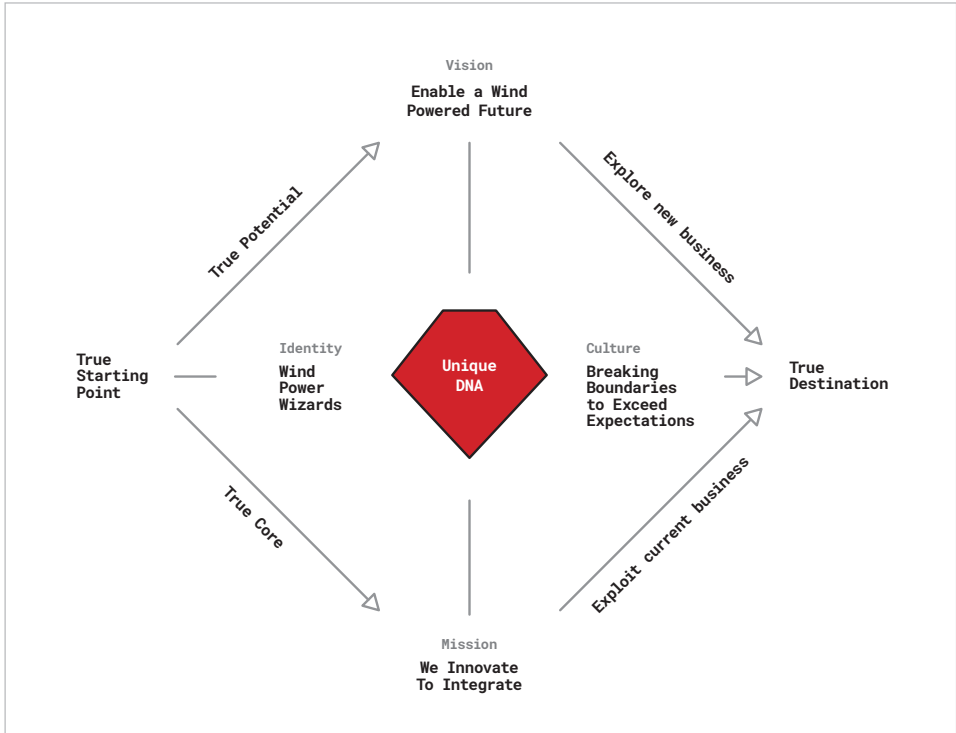 Vision
Enable a Wind
Powered Future
True Potential
Explore new business
Identity
Wind
Power
Wizards
Unique
DNA
Culture
Breaking
Boundaries
to Exceed
Expectations
True
Starting
Point
True
Destination
True Core
Exploit current business
Mission
We Innovate
To Integrate